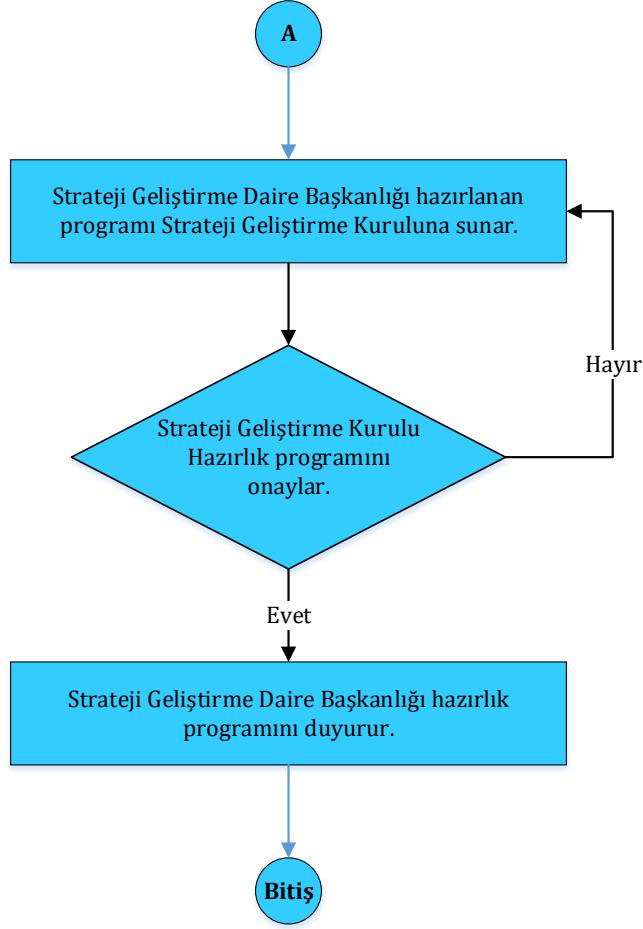 A
Strateji Geliştirme Daire Başkanlığı hazırlanan
programı Strateji Geliştirme Kuruluna sunar.
Hayır
Strateji Geliştirme Kurulu
Hazırlık programını
onaylar.
Evet
Strateji Geliştirme Daire Başkanlığı hazırlık
programını duyurur.
Bitiş